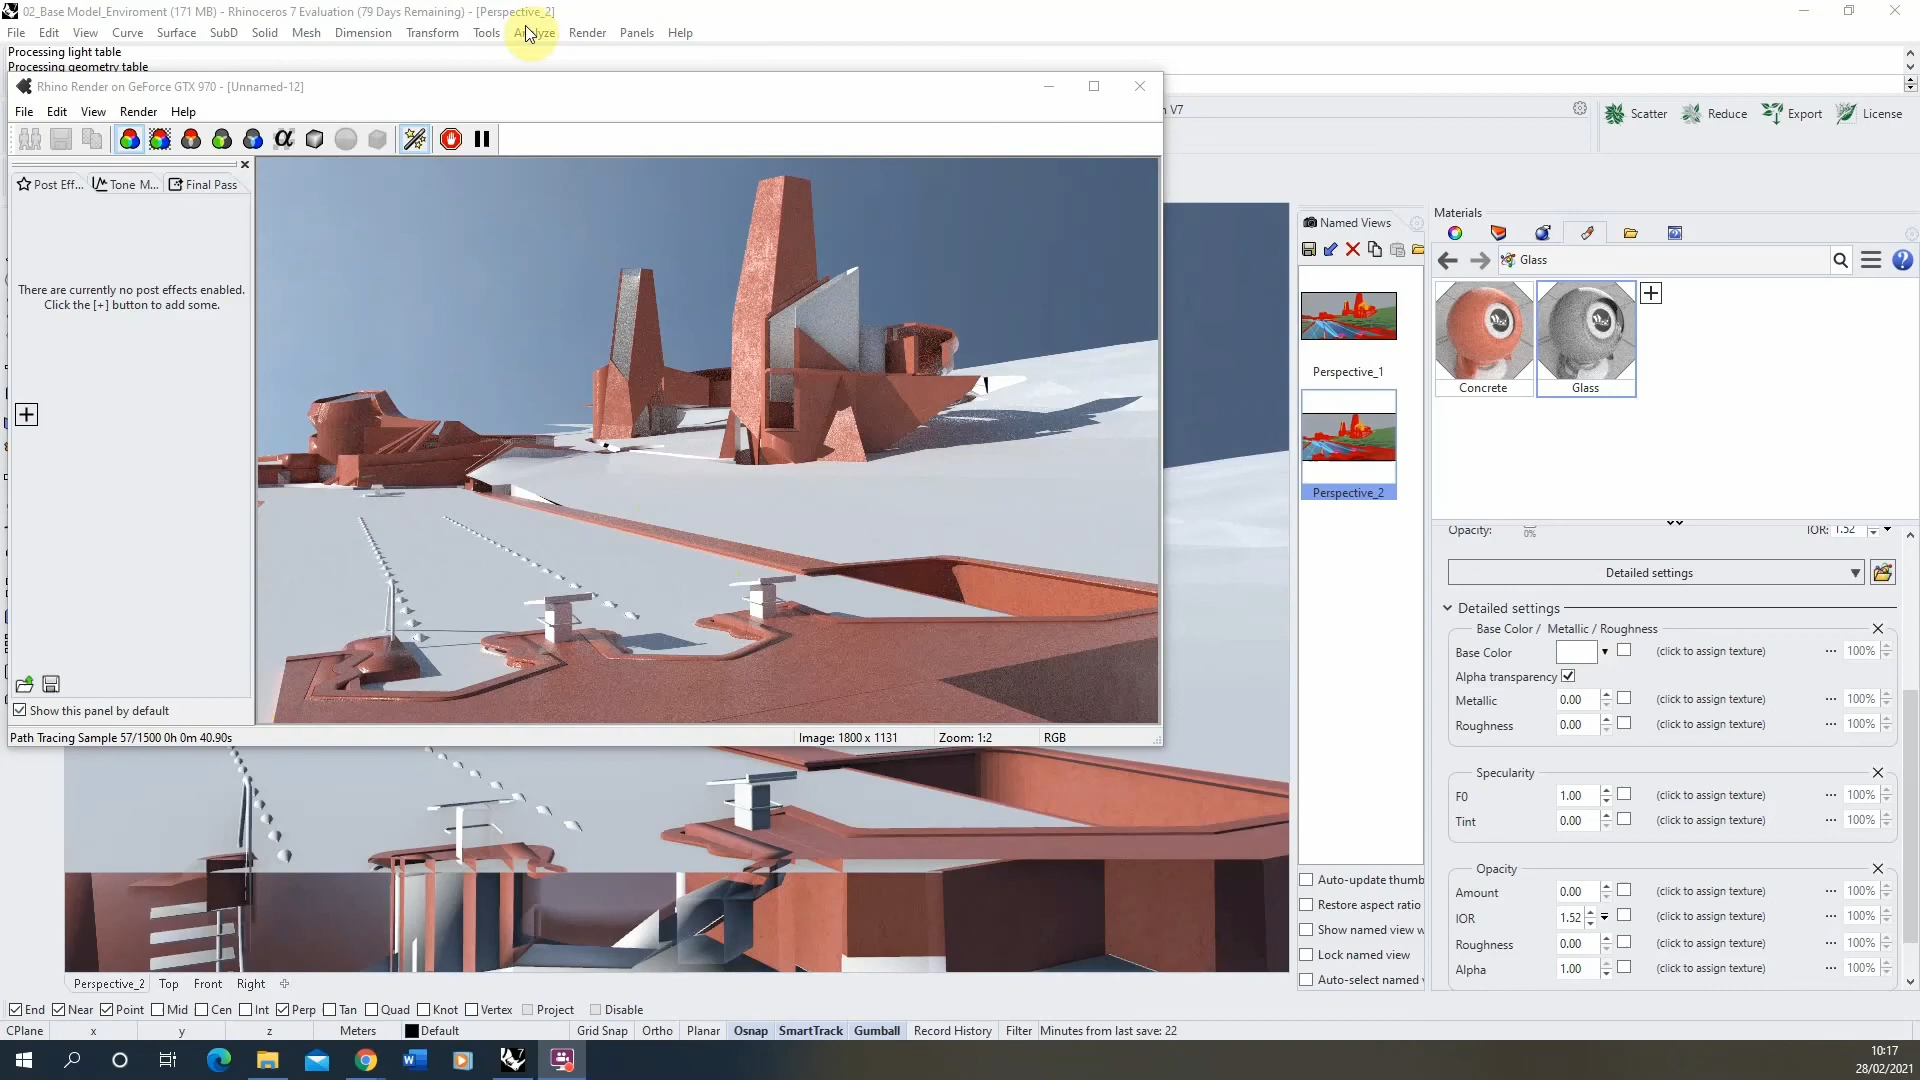 02_Base Model_Enviroment (171 MB) - Rhinoceros 7 Evaluation (79 Days Remaining) - [Perspective_2]
File Edit View Curve Surface SubD Solid Mesh Dimension Transform Tools Analyze Render Panels Help
Processing light table
Processing geometry table
Rhino Render on GeForce GTX 970 - [Unnamed-12]
File Edit View Render Help
V7
Scatter Reduce Export License
Post Eff... Tone M... Final Pass
There are currently no post effects enabled.
Click the [+] button to add some.
Show this panel by default
Path Tracing Sample 57/1500 0h 0m 40.90s
Image: 1800 x 1131
Zoom: 1:2
RGB
Named Views
Perspective_1
Perspective_2
Auto-update thumb
Restore aspect ratio
Show named view w
Lock named view
Auto-select named
Materials
Glass
Concrete
Glass
Opacity: 0% IOR: 1.52
Detailed settings
Detailed settings
Base Color / Metallic / Roughness
Base Color (click to assign texture) ... 100%
Alpha transparency
Metallic 0.00 (click to assign texture) ... 100%
Roughness 0.00 (click to assign texture) ... 100%
Specularity
F0 1.00 (click to assign texture) ... 100%
Tint 0.00 (click to assign texture) ... 100%
Opacity
Amount 0.00 (click to assign texture) ... 100%
IOR 1.52 (click to assign texture) ... 100%
Roughness 0.00 (click to assign texture) ... 100%
Alpha 1.00 (click to assign texture) ... 100%
Perspective_2 Top Front Right
End Near Point Mid Cen Int Perp Tan Quad Knot Vertex Project Disable
CPlane x y z Meters Default Grid Snap Ortho Planar Osnap SmartTrack Gumball Record History Filter Minutes from last save: 22
10:17
28/02/2021